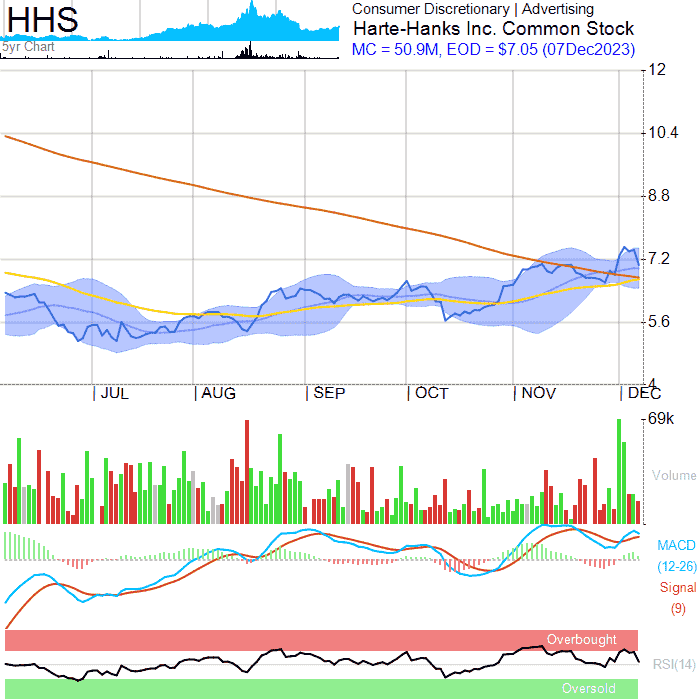 HHS
5yr Chart
Consumer Discretionary | Advertising
Harte-Hanks Inc. Common Stock
MC = 50.9M, EOD = $7.05 (07Dec2023)
12
10.4
8.8
7.2
5.6
4
JUL AUG SEP OCT NOV DEC
69k
Volume
MACD
(12-26)
Signal
(9)
Overbought
RSI(14)
Oversold